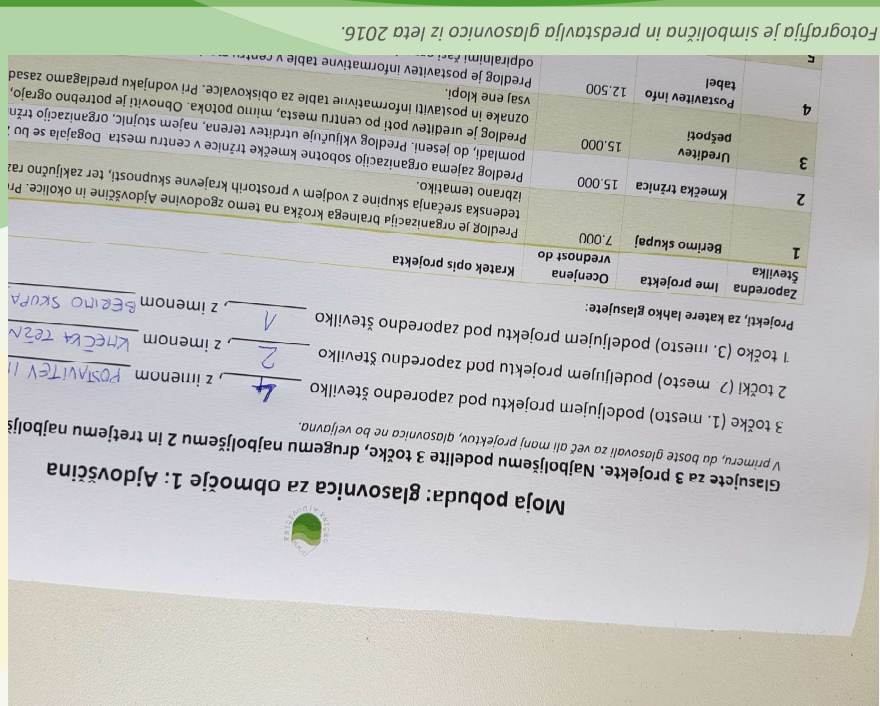 Moja pobuda: glasovnica za območje 1: Ajdovščina
Glasujete za 3 projekte. Najboljšemu podelite 3 točke, drugemu najboljšemu 2 in tretjemu
V primeru, da boste glasovali za več ali manj projektov, glasovnica ne bo veljavna.
3 točke (1. mesto) podeljujem projektu pod zaporedno številko 4, z imenom POSTAVITEV
2 točki (2. mesto) podeljujem projektu pod zaporedno številko 2, z imenom KMEČKA
1 točko (3. mesto) podeljujem projektu pod zaporedno številko 1, z imenom BERIMO SKUPA
Projekti, za katere lahko glasujete:
Zaporedna Številka Ime projekta Ocenjena vrednost do Kratek opis projekta
1 Berimo skupaj 7.000 Predlog je organizacija bralnega krožka na temo zgodovine Ajdovščine in okolice.
tedenska srečanja skupine z vodjem v prostorih krajevne skupnosti, ter zaključno
izbrano tematiko.
2 Kmečka tržnica 15.000 Predlog zajema organizacijo sobotne kmečke tržnice v centru mesta Dogajala se bo
pomladi, do jeseni. Predlog vključuje utrditev terena, najem stojnic, organizacijo
3 Ureditev pešpoti 15.000 Predlog je ureditev poti po centru mesta, mimo potoka. Obnoviti je potrebno ograjo,
oznake in postaviti informativne table za obiskovalce. Pri vodnjaku predlagamo
vsaj ene klopi.
4 Postavitev info tabel 12.500 Predlog je postavitev informativne table v centru
odpiralnimi
5
Fotografija je simbolična in predstavlja glasovnico iz leta 2016.